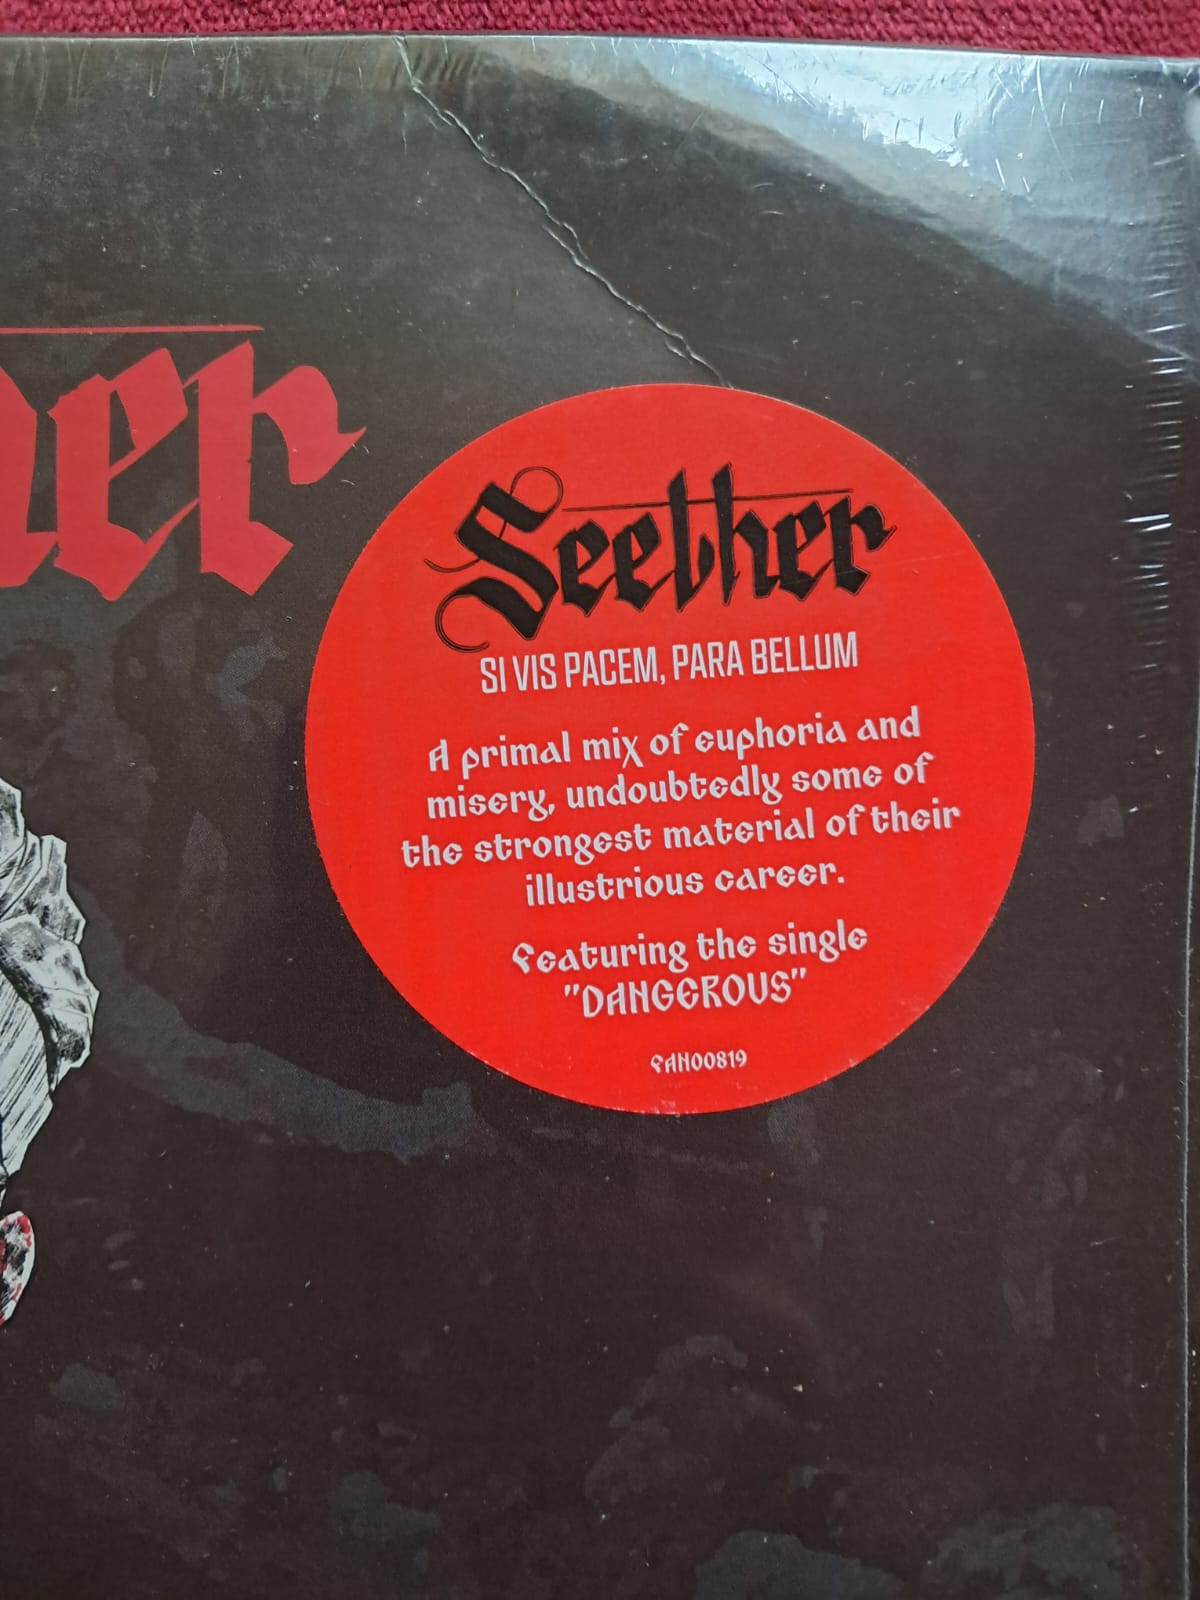 her
Seether
SI VIS PACEM, PARA BELLUM
A primal mix of euphoria and
misery, undoubtedly some of
the strongest material of their
illustrious career.
Featuring the single
"DANGEROUS"
FAN00819